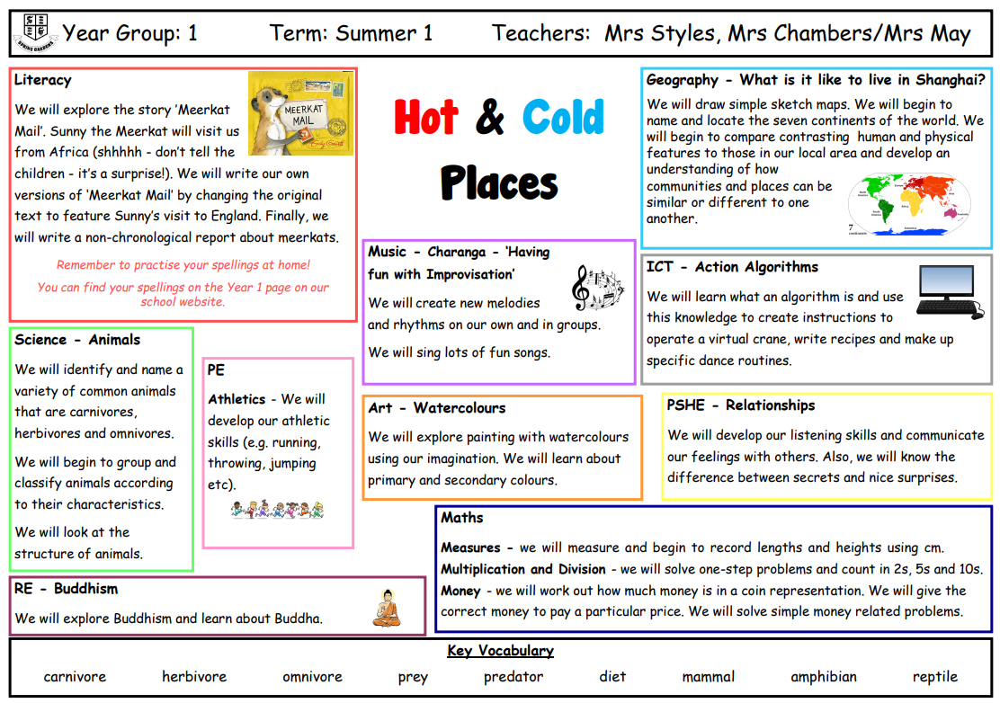 Year Group: 1 Term: Summer 1 Teachers: Mrs Styles, Mrs Chambers/Mrs May
SPRING GARDENS
Literacy
We will explore the story ‘Meerkat
Mail’. Sunny the Meerkat will visit us
from Africa (shhhhh - don’t tell the
children - it’s a surprise!). We will write our own
versions of ‘Meerkat Mail’ by changing the original
text to feature Sunny’s visit to England. Finally, we
will write a non-chronological report about meerkats.
Remember to practise your spellings at home!
You can find your spellings on the Year 1 page on our
school website.
MEERKAT
MAIL
Emily Gravett
Hot & Cold
Places
Geography - What is it like to live in Shanghai?
We will draw simple sketch maps. We will begin to
name and locate the seven continents of the world. We
will begin to compare contrasting human and physical
features to those in our local area and develop an
understanding of how
communities and places can be
similar or different to one
another.
North
America
South
America
Europe
Africa
Asia
Australia
Antarctica
7
continents
Music - Charanga - ‘Having
fun with Improvisation’
We will create new melodies
and rhythms on our own and in groups.
We will sing lots of fun songs.
ICT - Action Algorithms
We will learn what an algorithm is and use
this knowledge to create instructions to
operate a virtual crane, write recipes and make up
specific dance routines.
Science - Animals
We will identify and name a
variety of common animals
that are carnivores,
herbivores and omnivores.
We will begin to group and
classify animals according
to their characteristics.
We will look at the
structure of animals.
PE
Athletics - We will
develop our athletic
skills (e.g. running,
throwing, jumping
etc).
Art - Watercolours
We will explore painting with watercolours
using our imagination. We will learn about
primary and secondary colours.
PSHE - Relationships
We will develop our listening skills and communicate
our feelings with others. Also, we will know the
difference between secrets and nice surprises.
Maths
Measures - we will measure and begin to record lengths and heights using cm.
Multiplication and Division - we will solve one-step problems and count in 2s, 5s and 10s.
Money - we will work out how much money is in a coin representation. We will give the
correct money to pay a particular price. We will solve simple money related problems.
RE - Buddhism
We will explore Buddhism and learn about Buddha.
Key Vocabulary
carnivore herbivore omnivore prey predator diet mammal amphibian reptile